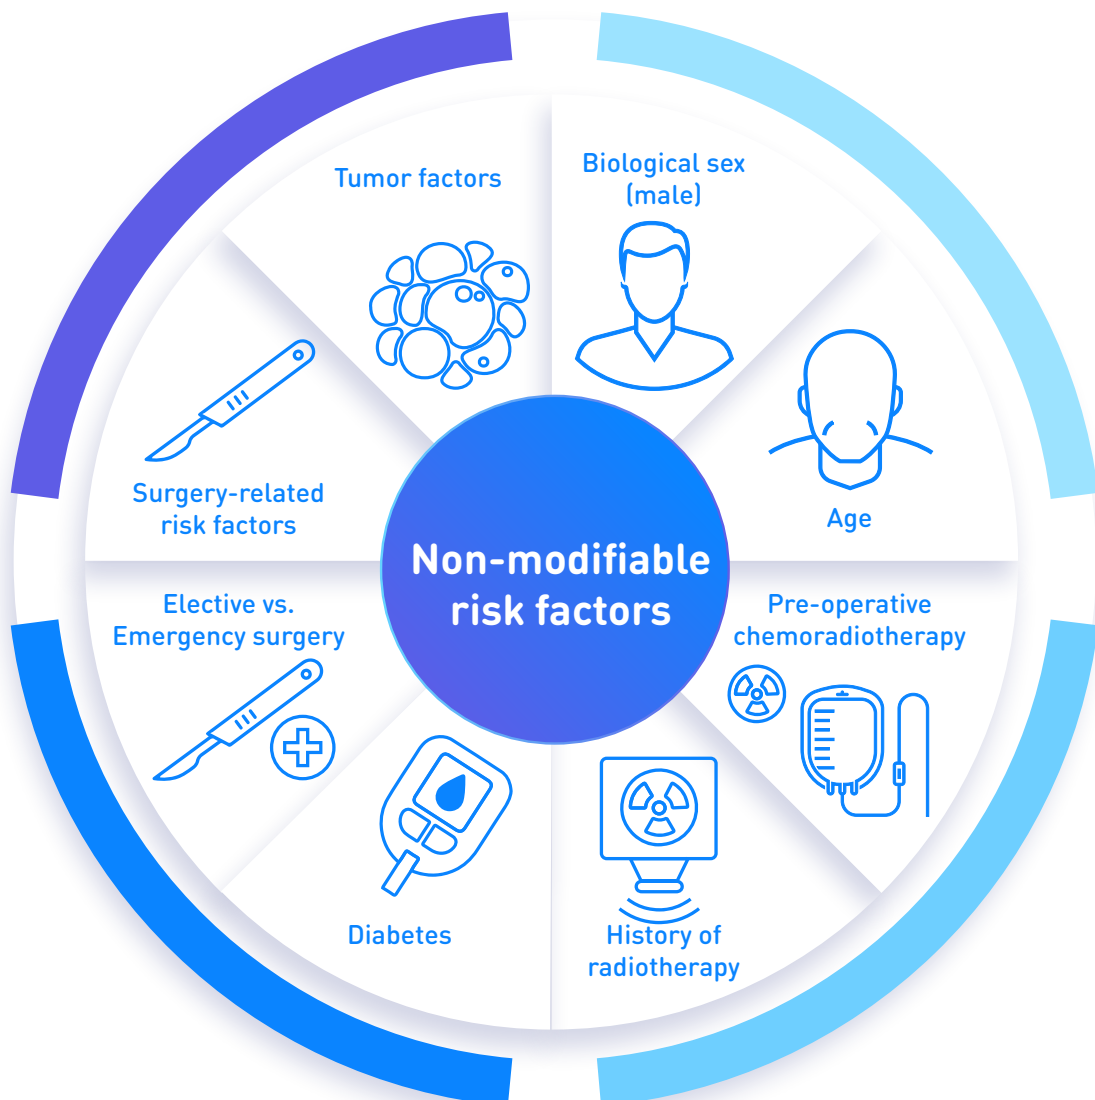 Non-modifiable
risk factors
Biological sex
(male)
Age
Pre-operative
chemoradiotherapy
History of
radiotherapy
Diabetes
Elective vs.
Emergency surgery
Surgery-related
risk factors
Tumor factors